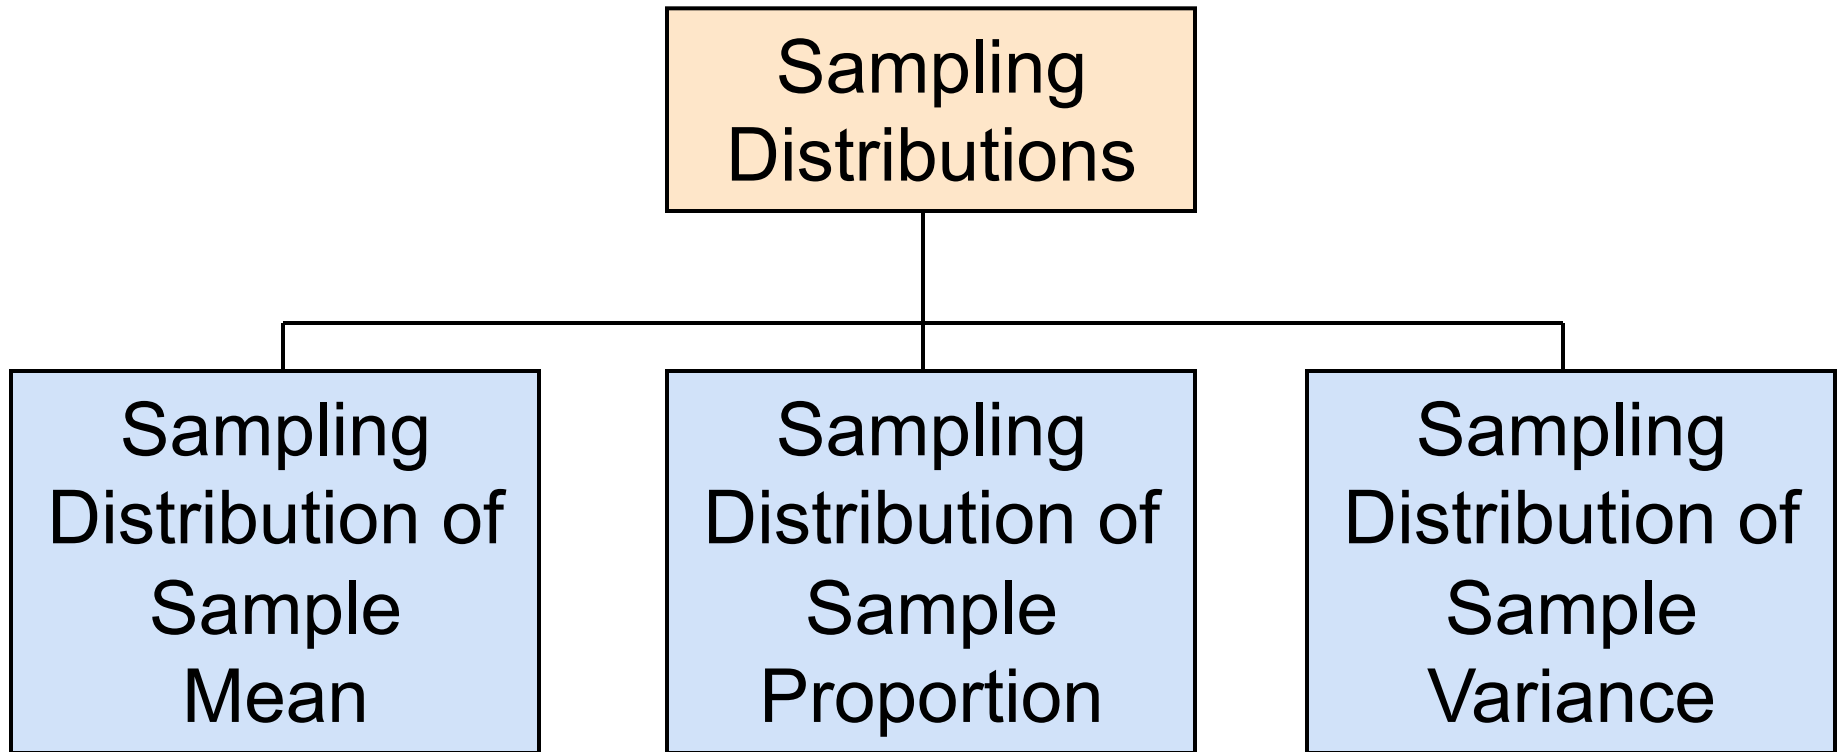 Sampling
Distributions
Sampling
Distribution of
Sample
Mean
Sampling
Distribution of
Sample
Proportion
Sampling
Distribution of
Sample
Variance